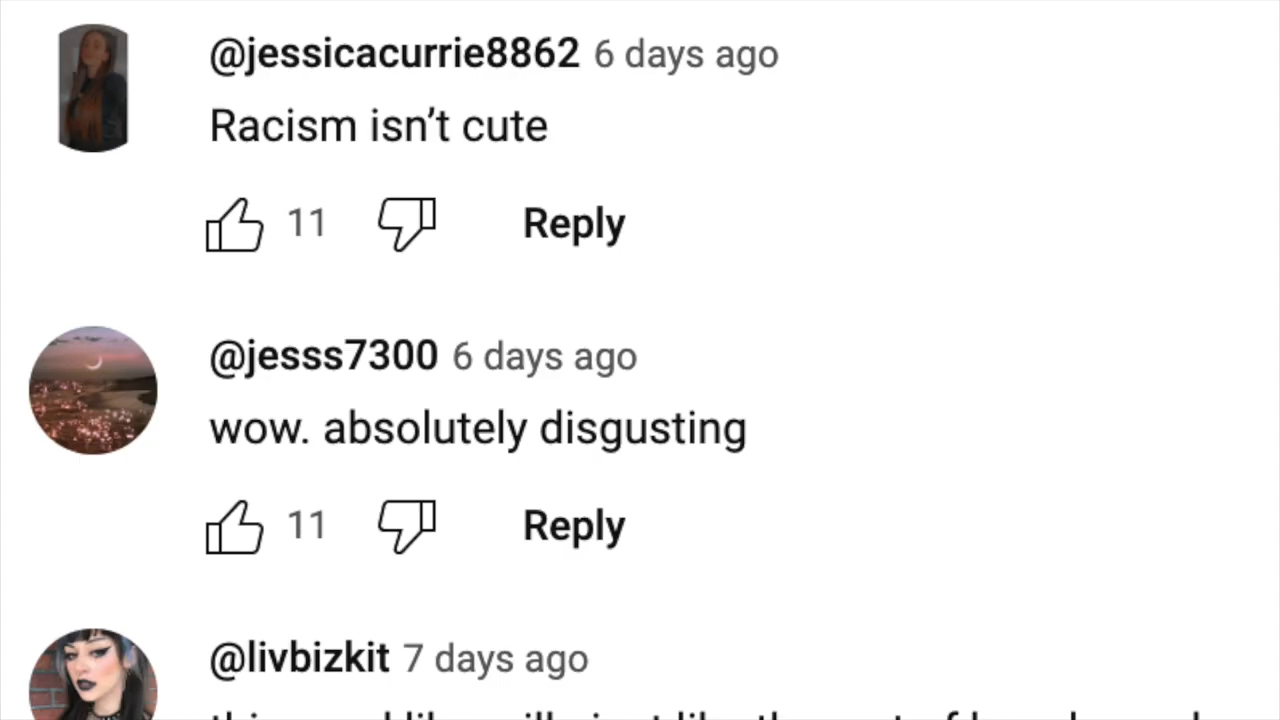 @jessicacurrie8862 6 days ago
Racism isn’t cute
11 Reply
@jesss7300 6 days ago
wow. absolutely disgusting
11 Reply
@livbizkit 7 days ago